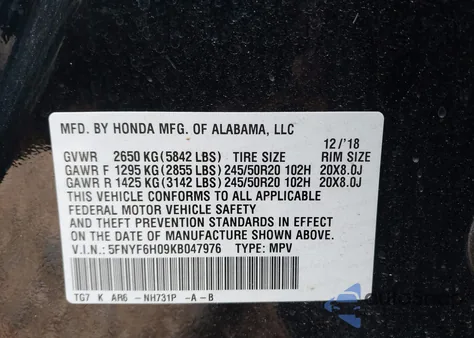 MFD. BY HONDA MFG. OF ALABAMA, LLC
12/'18
GVWR 2650 KG (5842 LBS) TIRE SIZE RIM SIZE
GAWR F 1295 KG (2855 LBS) 245/50R20 102H 20X8.0J
GAWR R 1425 KG (3142 LBS) 245/50R20 102H 20X8.0J
THIS VEHICLE CONFORMS TO ALL APPLICABLE
FEDERAL MOTOR VEHICLE SAFETY
AND THEFT PREVENTION STANDARDS IN EFFECT
ON THE DATE OF MANUFACTURE SHOWN ABOVE.
V.I.N.: 5FNYF6H09KB047976 TYPE: MPV
TG7 K AR6 -NH731P -A -B